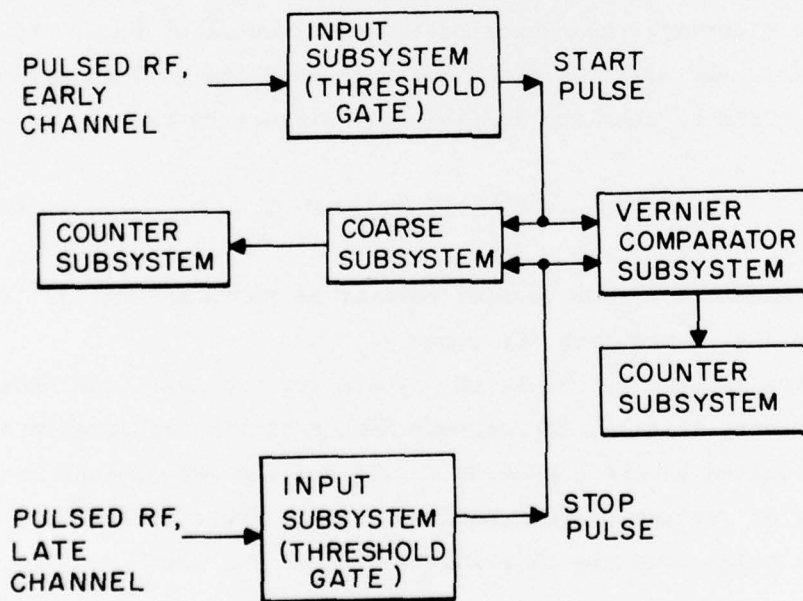 INPUT
SUBSYSTEM
(THRESHOLD
GATE)
PULSED RF,
EARLY
CHANNEL
START
PULSE
COUNTER
SUBSYSTEM
COARSE
SUBSYSTEM
VERNIER
COMPARATOR
SUBSYSTEM
COUNTER
SUBSYSTEM
INPUT
SUBSYSTEM
(THRESHOLD
GATE)
PULSED RF,
LATE
CHANNEL
STOP
PULSE